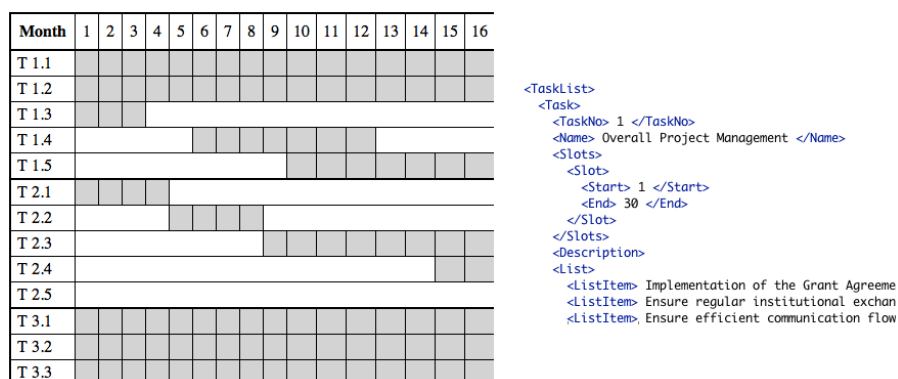 Month 1 2 3 4 5 6 7 8 9 10 11 12 13 14 15 16
T 1.1
T 1.2
T 1.3
T 1.4
T 1.5
T 2.1
T 2.2
T 2.3
T 2.4
T 2.5
T 3.1
T 3.2
T 3.3
<TaskList>
<Task>
<TaskNo> 1 </TaskNo>
<Name> Overall Project Management </Name>
<Slots>
<Slot>
<Start> 1 </Start>
<End> 30 </End>
</Slot>
</Slots>
<Description>
<List>
<ListItem> Implementation of the Grant Agreeme
<ListItem> Ensure regular institutional exchan
<ListItem> Ensure efficient communication flow